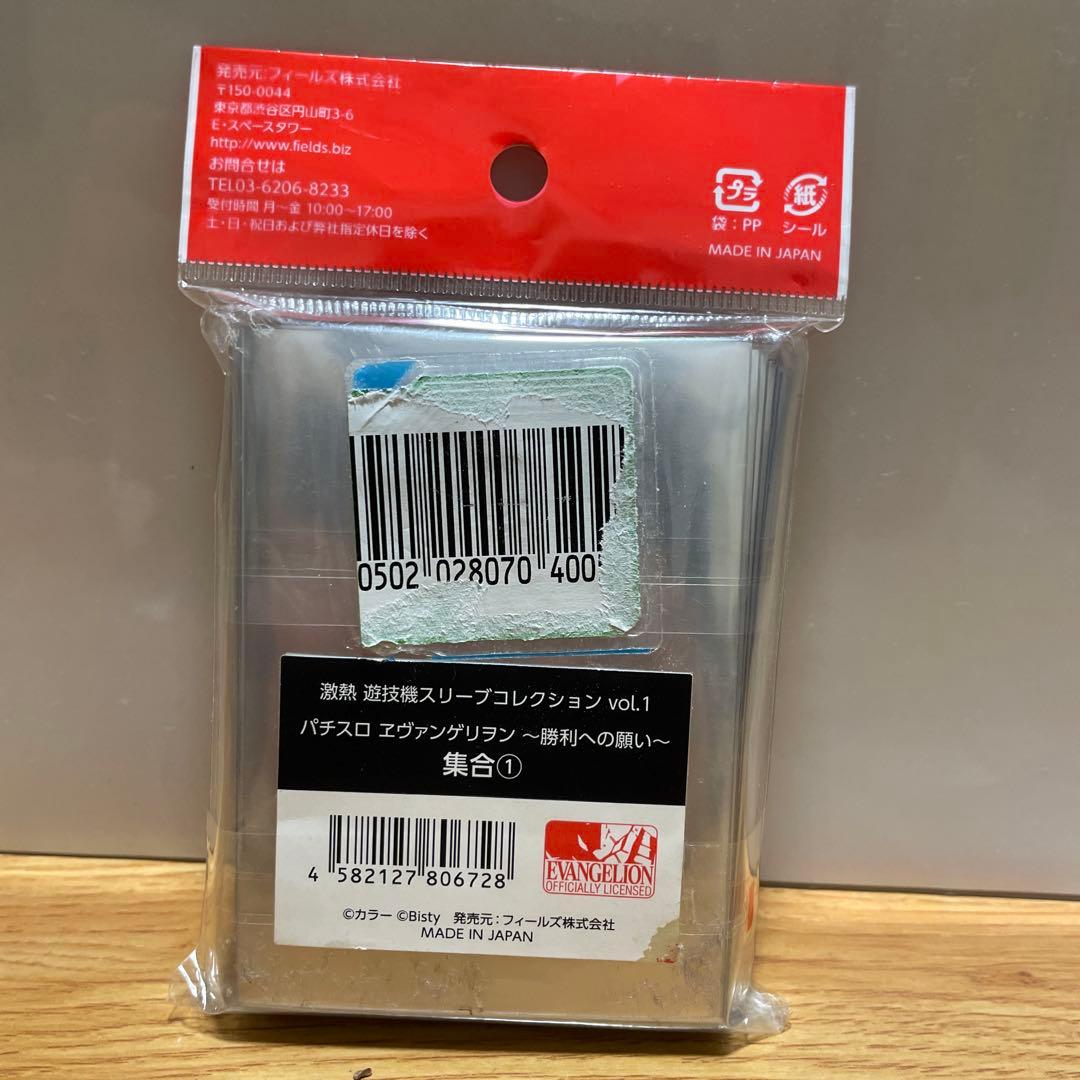 発売元:フィールズ株式会社
〒150-0044
東京都渋谷区円山町3-6
E・スペースタワー
http://www.fields.biz
お問合せは
TEL03-6206-8233
受付時間 月～金 10:00～17:00
土・日・祝日および弊社指定休日を除く
プラ
紙
袋：PP
シール
MADE IN JAPAN
0502 028070 400
激熱 遊技機スリーブコレクション vol.1
パチスロ ヱヴァンゲリヲン ～勝利への願い～
集合①
4 582127 806728
EVANGELION
OFFICIALLY LICENSED
©カラー ©Bisty 発売元：フィールズ株式会社
MADE IN JAPAN